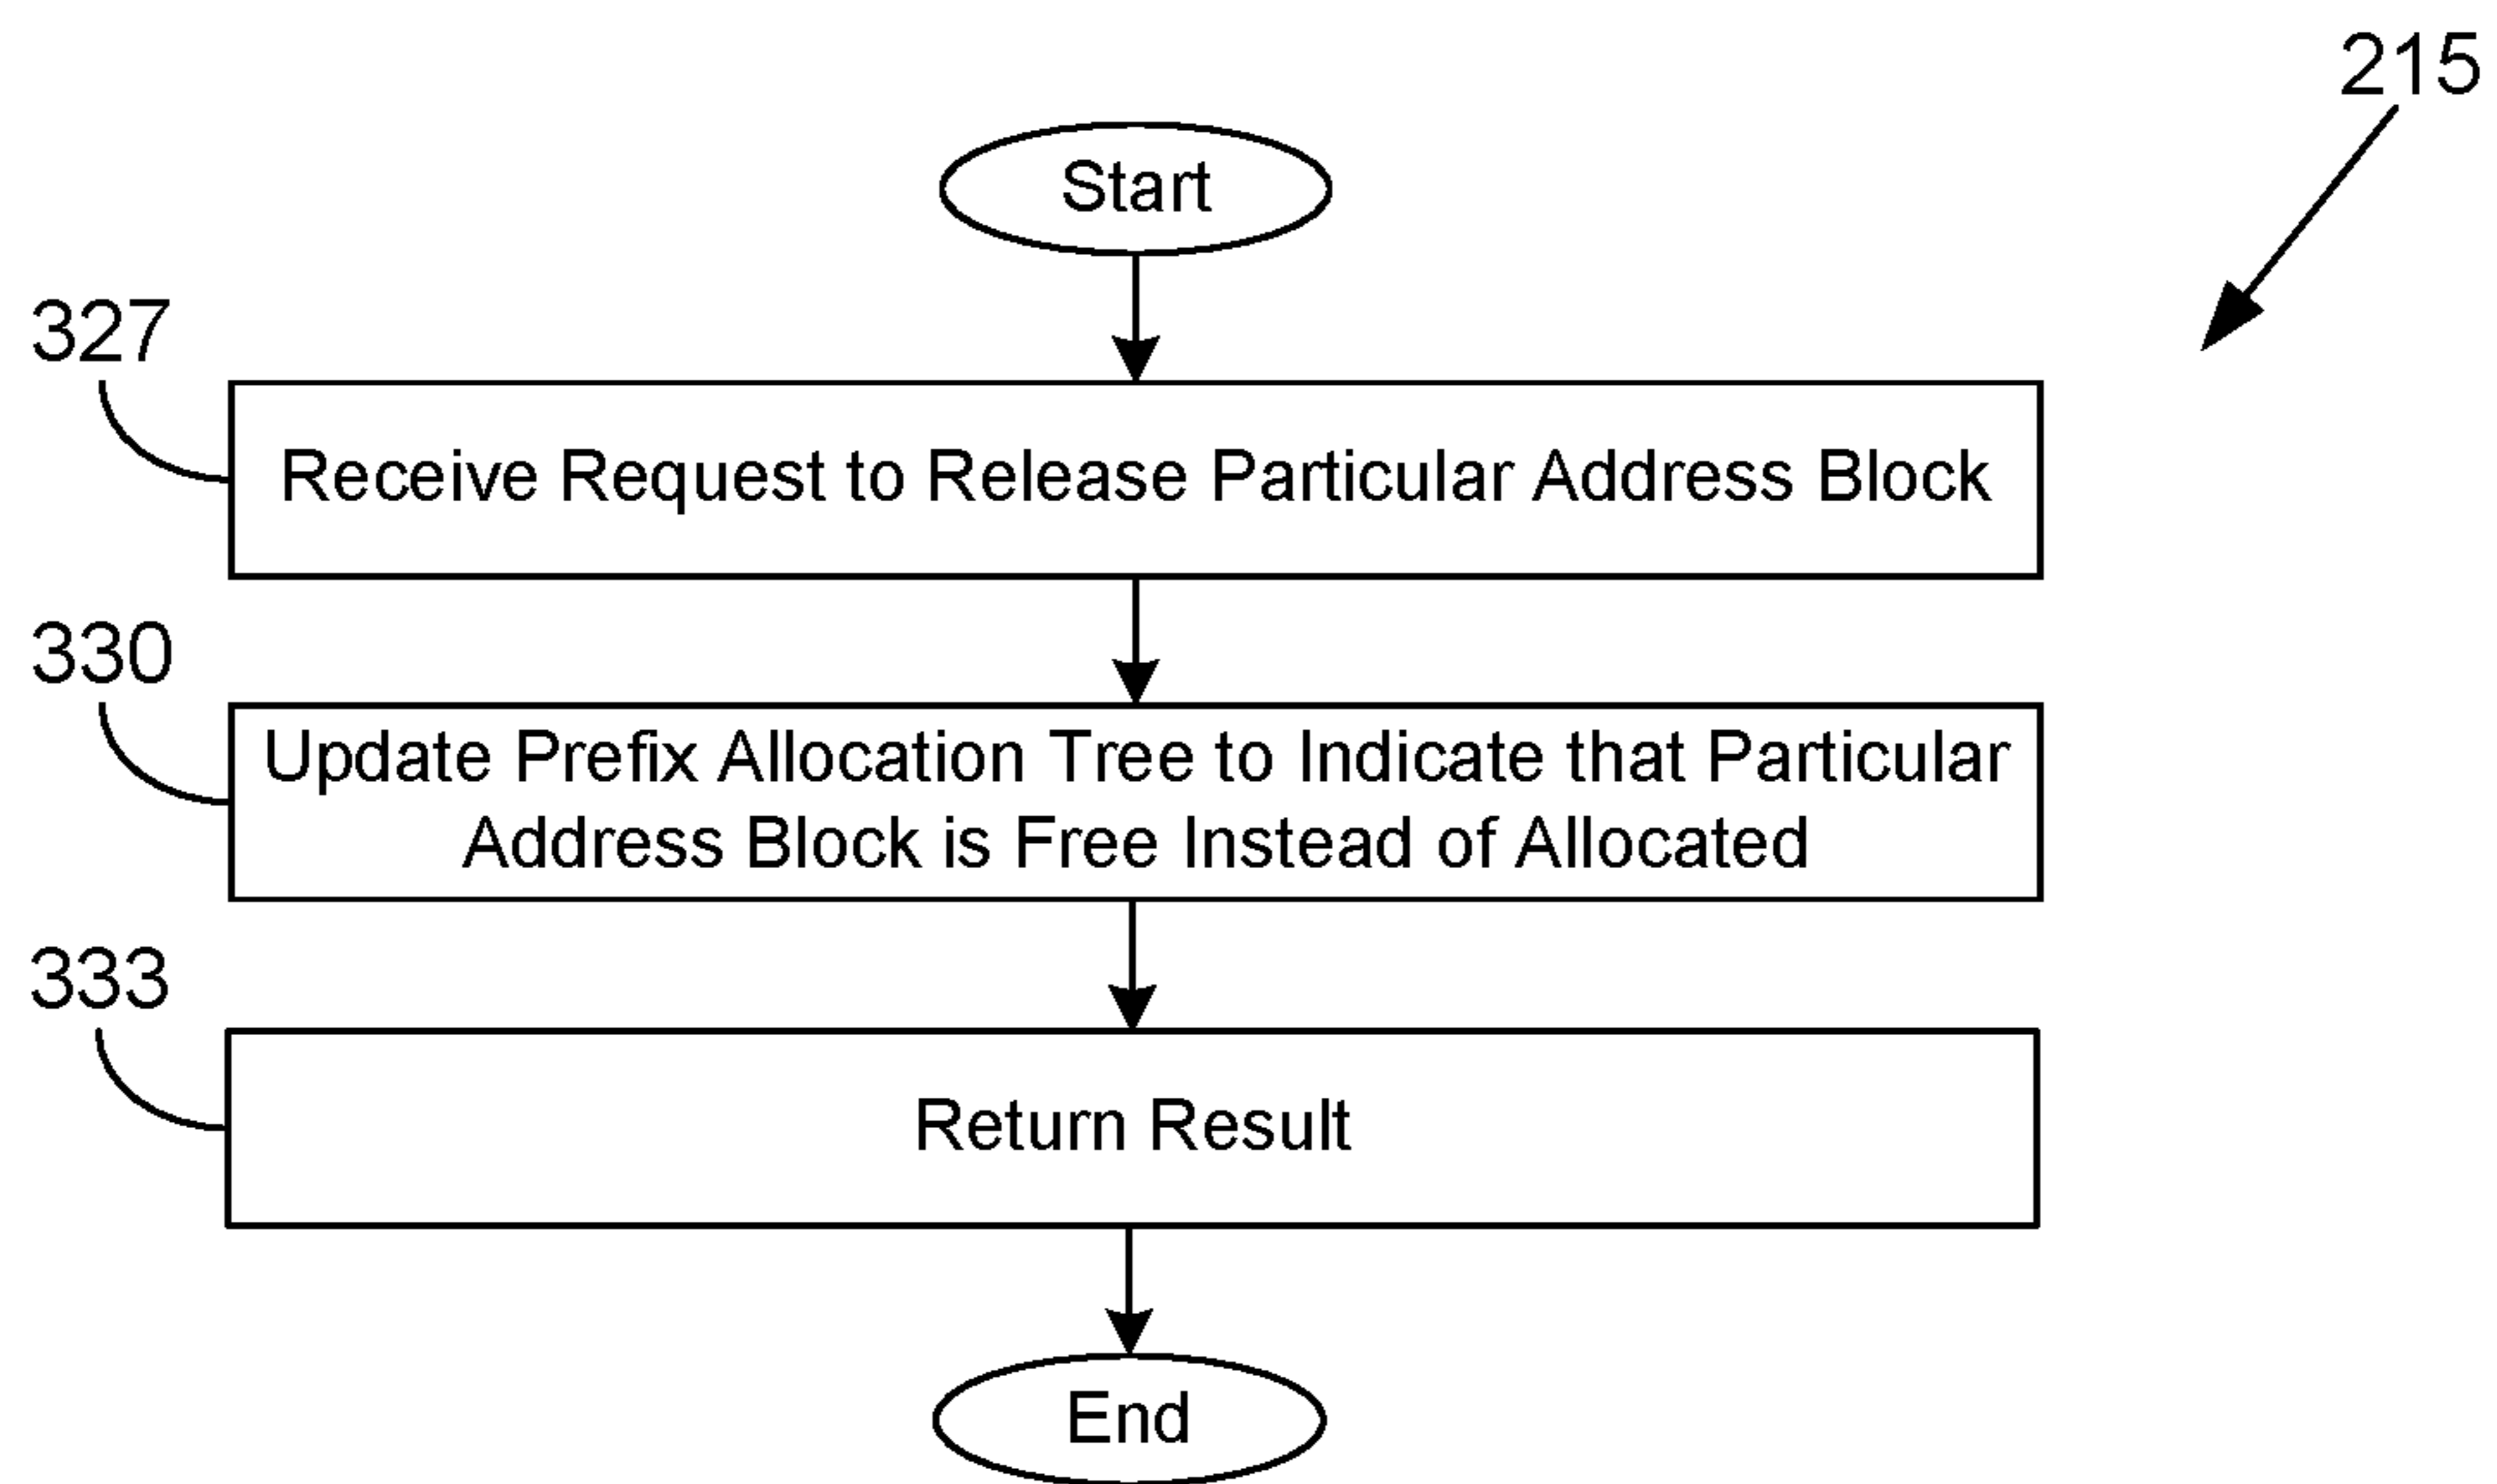 215
Start
327
Receive Request to Release Particular Address Block
330
Update Prefix Allocation Tree to Indicate that Particular
Address Block is Free Instead of Allocated
333
Return Result
End